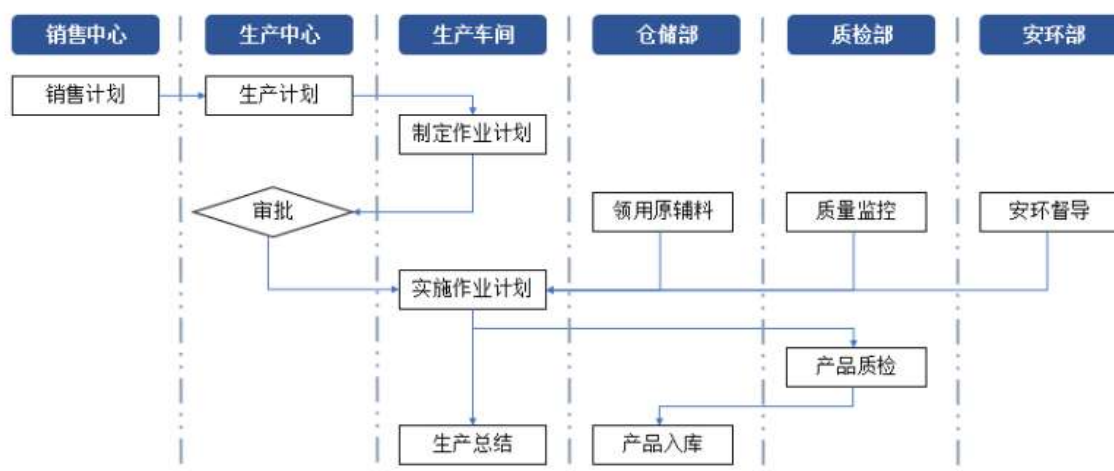 销售中心 生产中心 生产车间 仓储部 质检部 安环部
销售计划 生产计划
制定作业计划
审批 领用原辅料 质量监控 安环督导
实施作业计划
产品质检
生产总结 产品入库